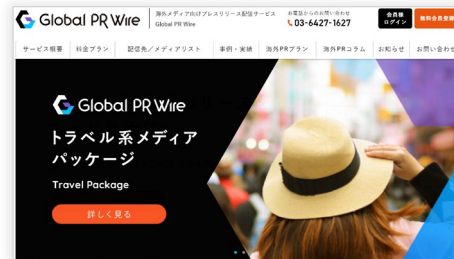 Global PR Wire
海外メディア向けプレスリリース配信サービス
Global PR Wire
お電話からのお問い合わせ
03-6427-1627
会員様
ログイン
無料会員登録
サービス概要
料金プラン
配信先/メディアリスト
事例・実績
海外PRプラン
海外PRコラム
お知らせ
お問い合わせ
Global PR Wire
トラベル系メディア
パッケージ
Travel Package
詳しく見る